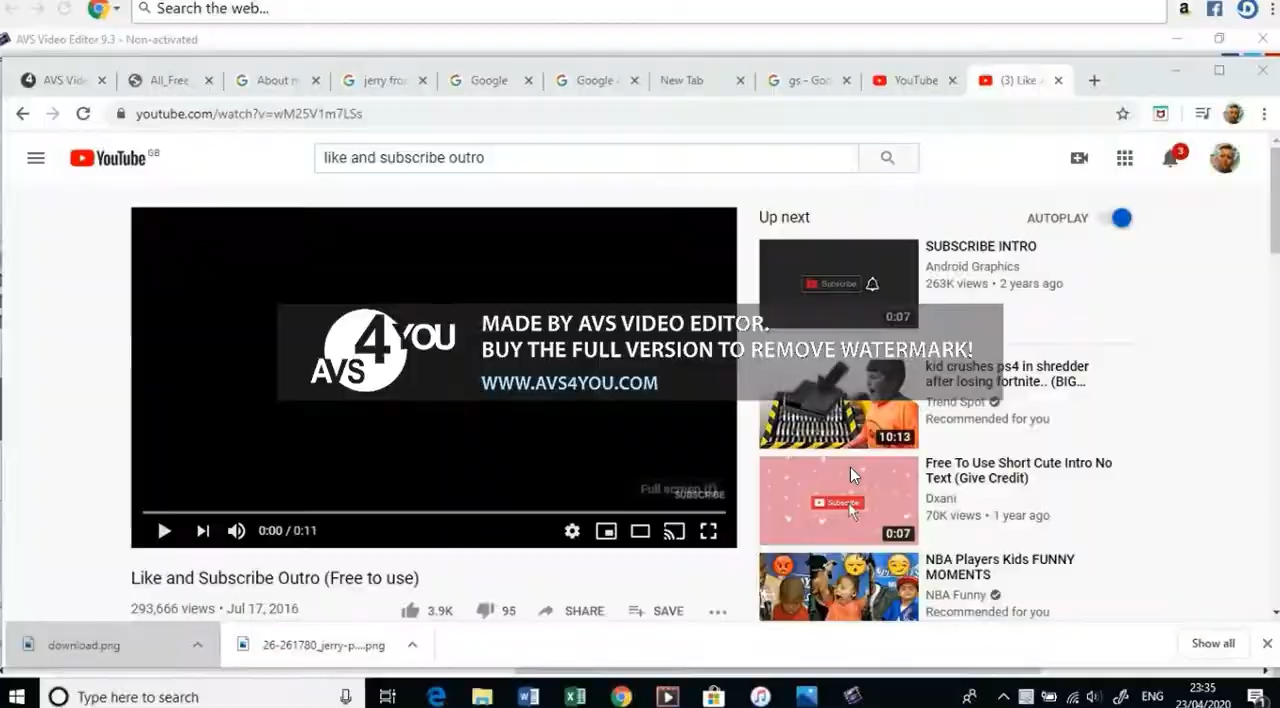 Search the web...
AVS Video Editor 9.3 - Non-activated
AVS Vide
All_Free
About m
jerry fro
Google
Google
New Tab
gs - Goo
YouTube
(3) Like
youtube.com/watch?v=wM25V1m7LSs
YouTube GB
like and subscribe outro
3
Up next
AUTOPLAY
Subscribe
0:07
SUBSCRIBE INTRO
Android Graphics
263K views • 2 years ago
AVS4YOU
MADE BY AVS VIDEO EDITOR.
BUY THE FULL VERSION TO REMOVE WATERMARK!
WWW.AVS4YOU.COM
10:13
kid crushes ps4 in shredder
after losing fortnite.. (BIG...
Trend Spot
Recommended for you
Full screen (f)
SUBSCRIBE
0:00 / 0:11
Subscribe
0:07
Free To Use Short Cute Intro No
Text (Give Credit)
Dxani
70K views • 1 year ago
Like and Subscribe Outro (Free to use)
293,666 views • Jul 17, 2016
3.9K
95
SHARE
SAVE
NBA Players Kids FUNNY
MOMENTS
NBA Funny
Recommended for you
download.png
26-261780_jerry-p....png
Show all
Type here to search
ENG
23:35
23/04/2020